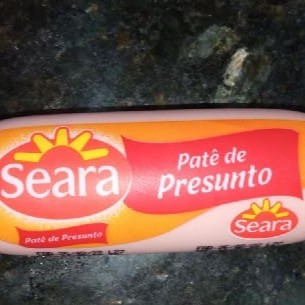 Seara
Patê de
Presunto
Seara
Patê de Presunto